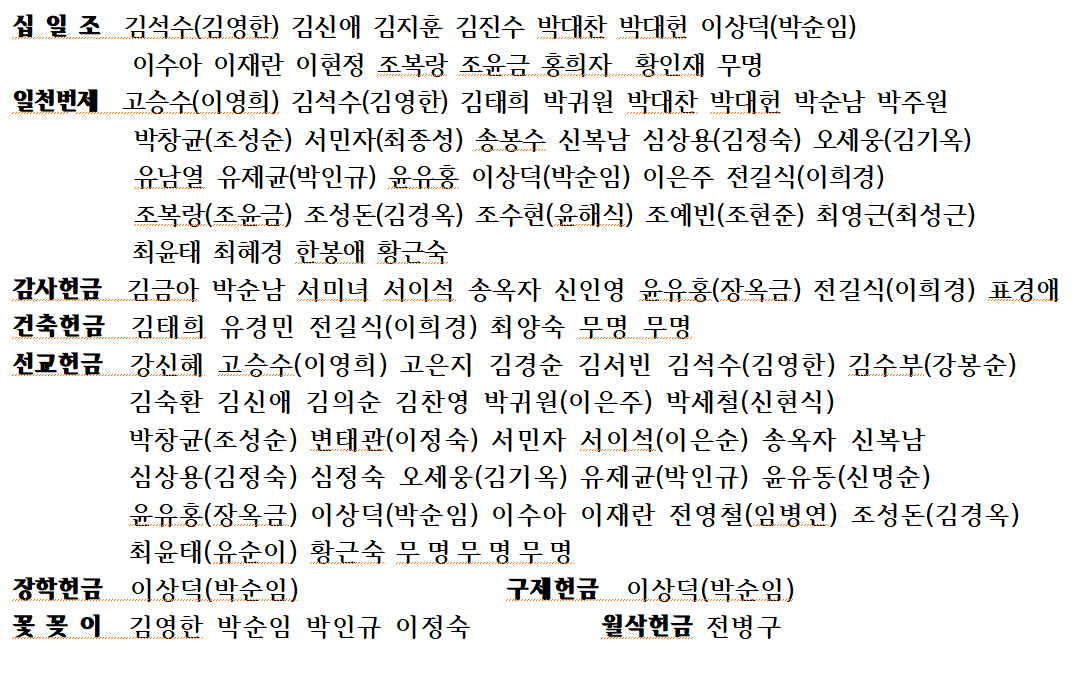 십 일 조 김석수(김영한) 김신애 김지훈 김진수 박대찬 박대헌 이상덕(박순임)
이수아 이재란 이현정 조복랑 조윤금 홍희자 황인재 무명
일천번제 고승수(이영희) 김석수(김영한) 김태희 박귀원 박대찬 박대헌 박순남 박주원
박창균(조성순) 서민자(최종성) 송봉수 신복남 심상용(김정숙) 오세웅(김기옥)
유남열 유제균(박인규) 윤유홍 이상덕(박순임) 이은주 전길식(이희경)
조복랑(조윤금) 조성돈(김경옥) 조수현(윤해식) 조예빈(조현준) 최영근(최성근)
최윤태 최혜경 한봉애 황근숙
감사헌금 김금아 박순남 서미녀 서이석 송옥자 신인영 윤유홍(장옥금) 전길식(이희경) 표경애
건축헌금 김태희 유경민 전길식(이희경) 최양숙 무명 무명
선교헌금 강신혜 고승수(이영희) 고은지 김경순 김서빈 김석수(김영한) 김수부(강봉순)
김숙환 김신애 김의순 김찬영 박귀원(이은주) 박세철(신현식)
박창균(조성순) 변태관(이정숙) 서민자 서이석(이은순) 송옥자 신복남
심상용(김정숙) 심정숙 오세웅(김기옥) 유제균(박인규) 윤유동(신명순)
윤유홍(장옥금) 이상덕(박순임) 이수아 이재란 전영철(임병연) 조성돈(김경옥)
최윤태(유순이) 황근숙 무 명 무 명 무 명
장학헌금 이상덕(박순임) 구제헌금 이상덕(박순임)
꽃 꽂 이 김영한 박순임 박인규 이정숙 월삭헌금 전병구